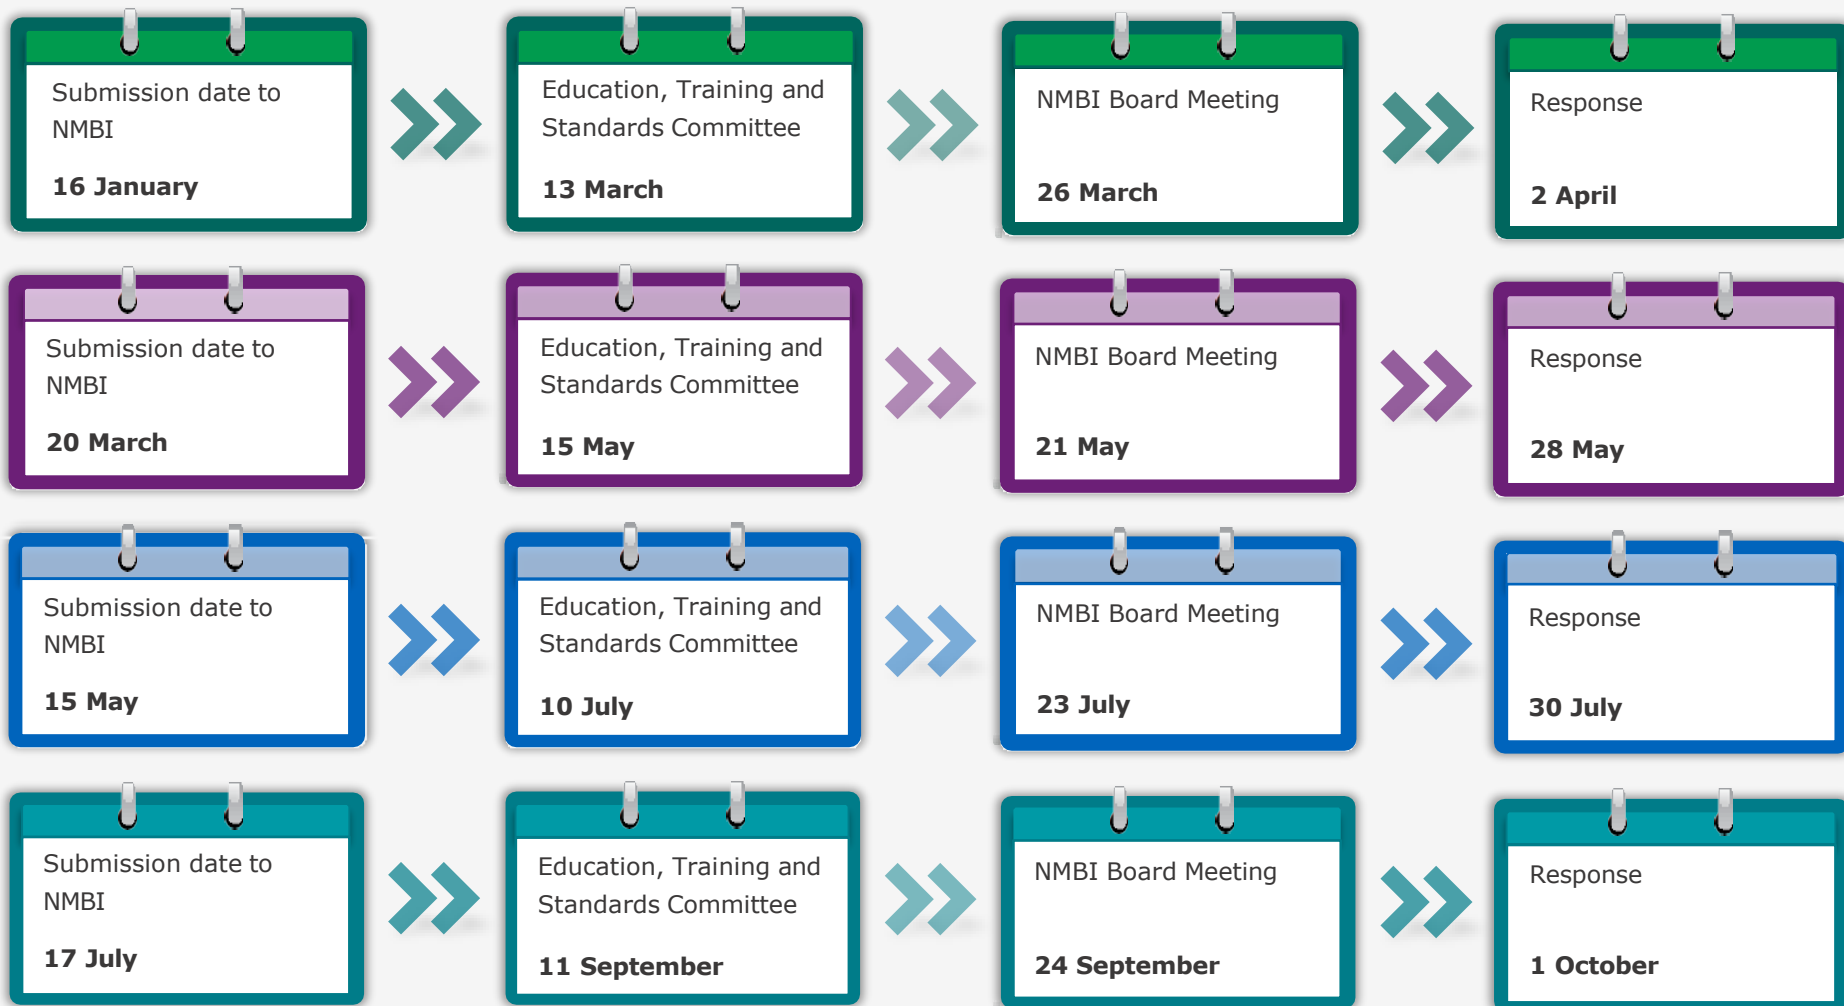 Submission date to
NMBI
16 January
Education, Training and
Standards Committee
13 March
NMBI Board Meeting
26 March
Response
2 April
Submission date to
NMBI
20 March
Education, Training and
Standards Committee
15 May
NMBI Board Meeting
21 May
Response
28 May
Submission date to
NMBI
15 May
Education, Training and
Standards Committee
10 July
NMBI Board Meeting
23 July
Response
30 July
Submission date to
NMBI
17 July
Education, Training and
Standards Committee
11 September
NMBI Board Meeting
24 September
Response
1 October